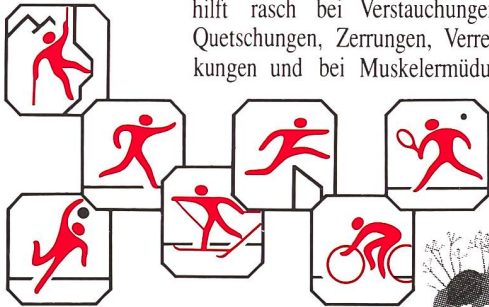 hilft rasch bei Verstauchunge
Quetschungen, Zerrungen, Verre
kungen und bei Muskelermüdu